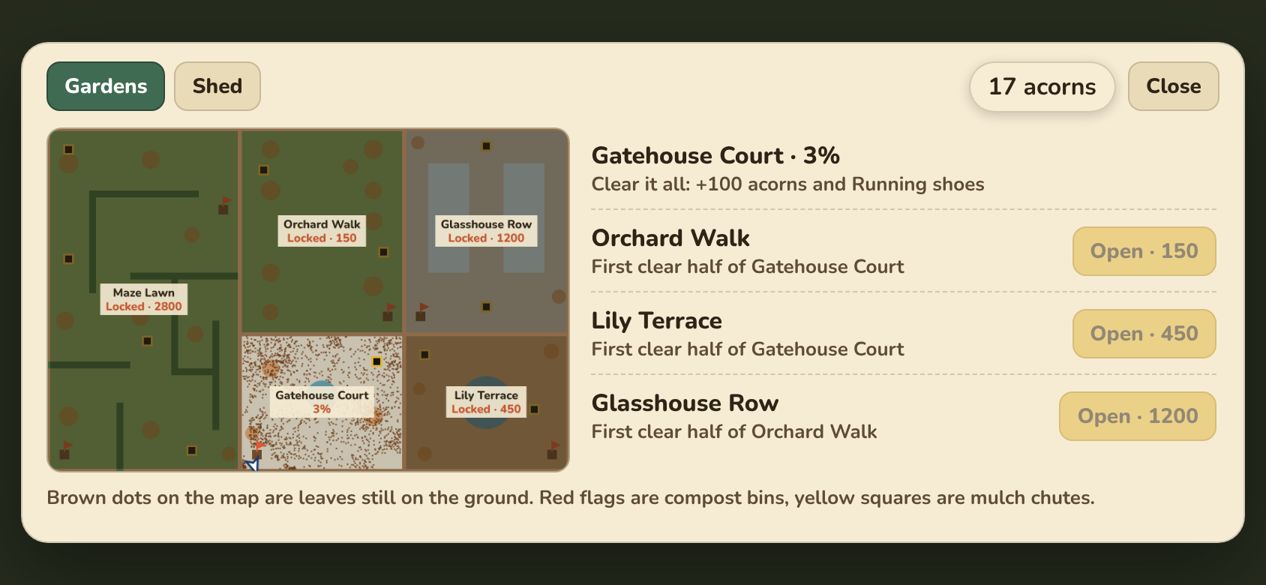 Gardens
Shed
17 acorns
Close
Orchard Walk
Locked · 150
Glasshouse Row
Locked · 1200
Maze Lawn
Locked · 2800
Gatehouse Court
3%
Lily Terrace
Locked · 450
Gatehouse Court · 3%
Clear it all: +100 acorns and Running shoes
Orchard Walk
First clear half of Gatehouse Court
Open · 150
Lily Terrace
First clear half of Gatehouse Court
Open · 450
Glasshouse Row
First clear half of Orchard Walk
Open · 1200
Brown dots on the map are leaves still on the ground. Red flags are compost bins, yellow squares are mulch chutes.